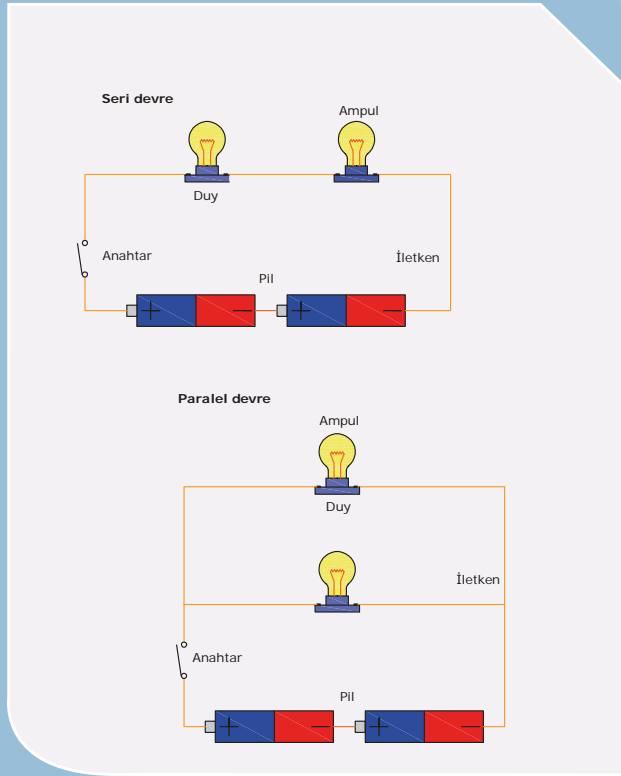 Seri devre
Ampul
Duy
Anahtar
İletken
Pil
Paralel devre
Ampul
Duy
İletken
Anahtar
Pil